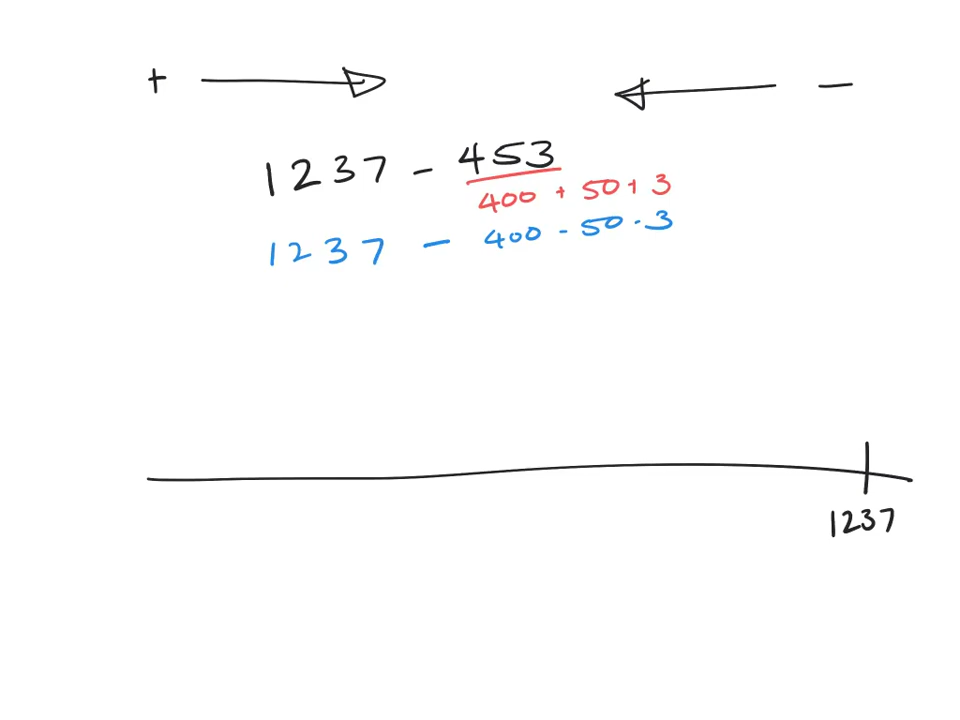 + -
1237 - 453
400 + 50 + 3
1237 - 400 - 50 - 3
1237